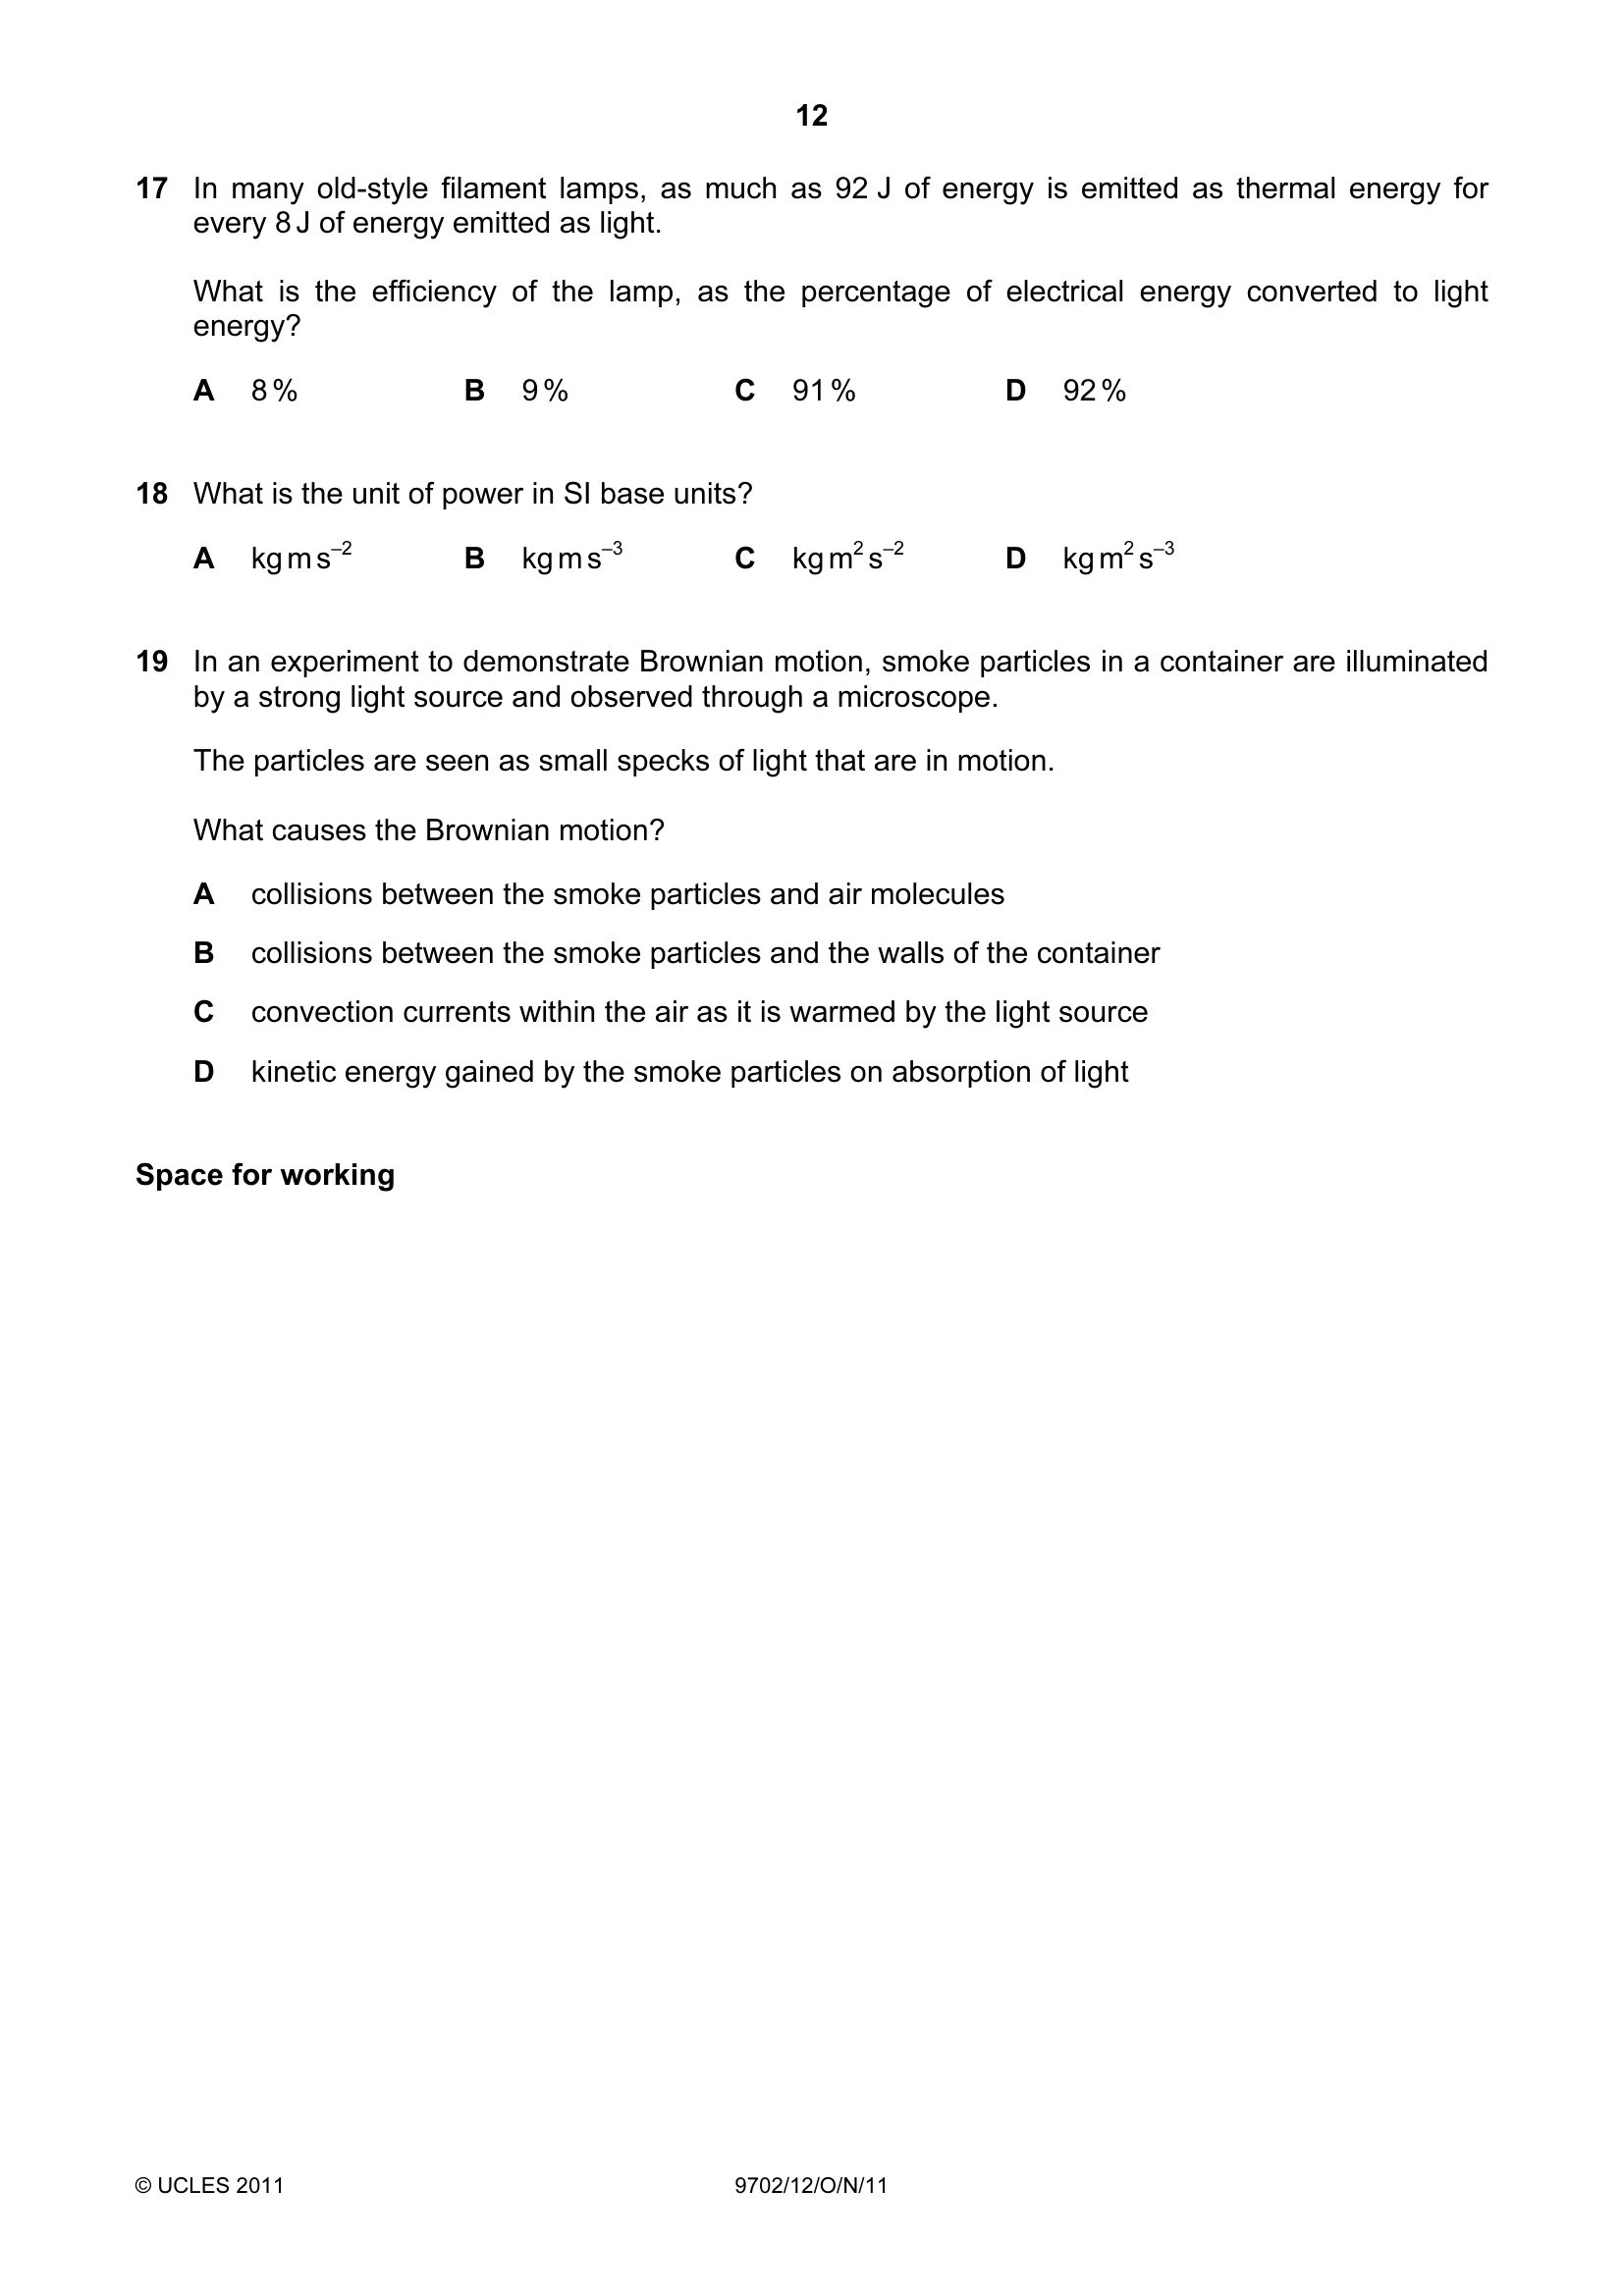 12
17 In many old-style filament lamps, as much as 92 J of energy is emitted as thermal energy for
every 8 J of energy emitted as light.
What is the efficiency of the lamp, as the percentage of electrical energy converted to light
energy?
A 8 % B 9 % C 91 % D 92 %
18 What is the unit of power in SI base units?
A kg m s⁻² B kg m s⁻³ C kg m² s⁻² D kg m² s⁻³
19 In an experiment to demonstrate Brownian motion, smoke particles in a container are illuminated
by a strong light source and observed through a microscope.
The particles are seen as small specks of light that are in motion.
What causes the Brownian motion?
A collisions between the smoke particles and air molecules
B collisions between the smoke particles and the walls of the container
C convection currents within the air as it is warmed by the light source
D kinetic energy gained by the smoke particles on absorption of light
Space for working
© UCLES 2011 9702/12/O/N/11